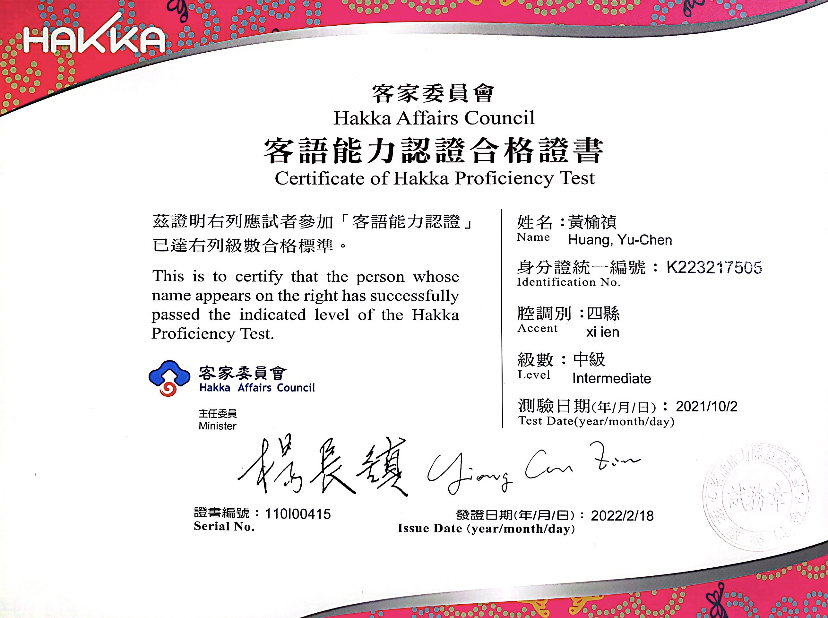 HAKKA
客家委員會
Hakka Affairs Council
客語能力認證合格證書
Certificate of Hakka Proficiency Test
茲證明右列應試者參加「客語能力認證」
已達右列級數合格標準。
This is to certify that the person whose
name appears on the right has successfully
passed the indicated level of the Hakka
Proficiency Test.
姓名：黃榆禎
Name Huang, Yu-Chen
身分證統一編號：K223217505
Identification No.
腔調別：四縣
Accent xi ien
級數：中級
Level Intermediate
測驗日期(年/月/日)：2021/10/2
Test Date(year/month/day)
客家委員會
Hakka Affairs Council
主任委員
Minister
楊長鎮
證書編號：110I00415
Serial No.
發證日期(年/月/日)：2022/2/18
Issue Date (year/month/day)
試務章